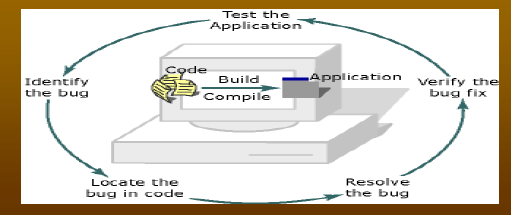 Test the
Application
Code
Build
Application
Compile
Identify
the bug
Verify the
bug fix
Locate the
bug in code
Resolve
the bug